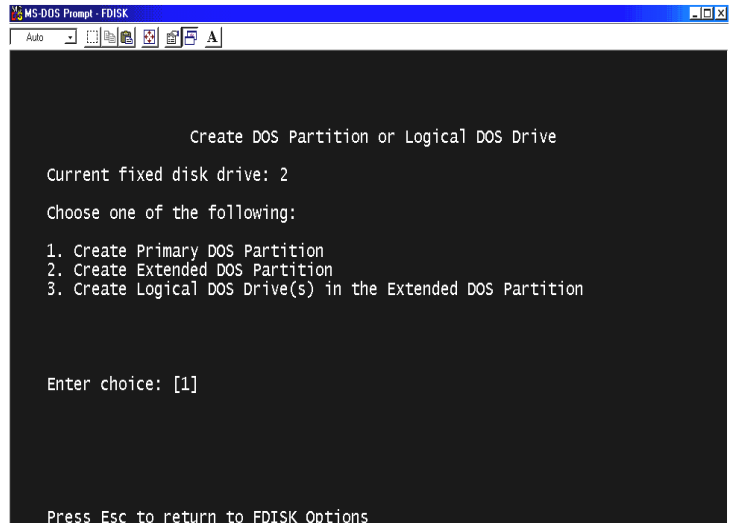 MS-DOS Prompt - FDISK
Auto
A
Create DOS Partition or Logical DOS Drive
Current fixed disk drive: 2
Choose one of the following:
1. Create Primary DOS Partition
2. Create Extended DOS Partition
3. Create Logical DOS Drive(s) in the Extended DOS Partition
Enter choice: [1]
Press Esc to return to FDISK Options